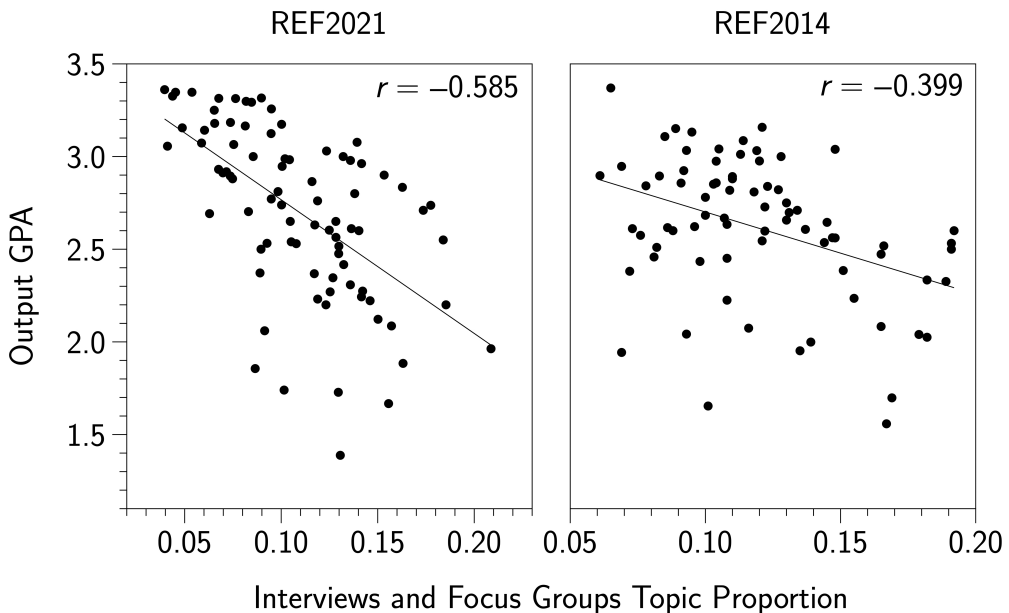 REF2021
REF2014
r = −0.585
r = −0.399
3.5
3.0
2.5
2.0
1.5
Output GPA
0.05 0.10 0.15 0.20
0.05 0.10 0.15 0.20
Interviews and Focus Groups Topic Proportion